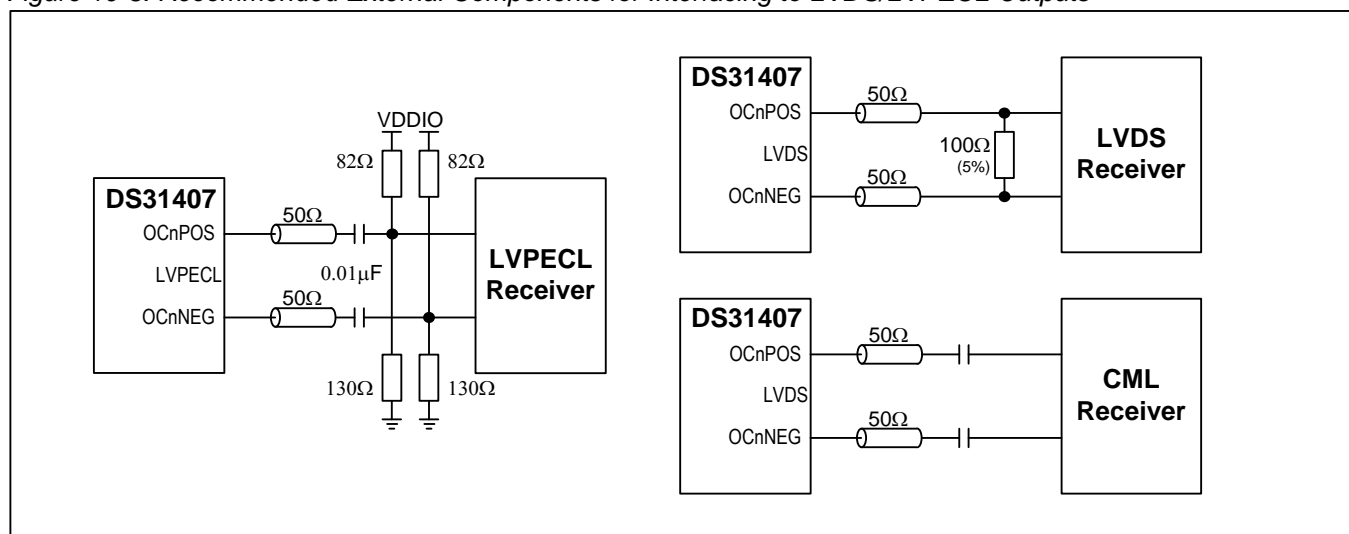 Figure 10-3. Recommended External Components for Interfacing to LVDS/LVPECL Outputs
VDDIO
82Ω 82Ω
DS31407
OCnPOS
LVPECL
OCnNEG
50Ω
0.01μF
50Ω
130Ω 130Ω
LVPECL
Receiver
DS31407
OCnPOS
LVDS
OCnNEG
50Ω
50Ω
100Ω
(5%)
LVDS
Receiver
DS31407
OCnPOS
LVDS
OCnNEG
50Ω
50Ω
CML
Receiver